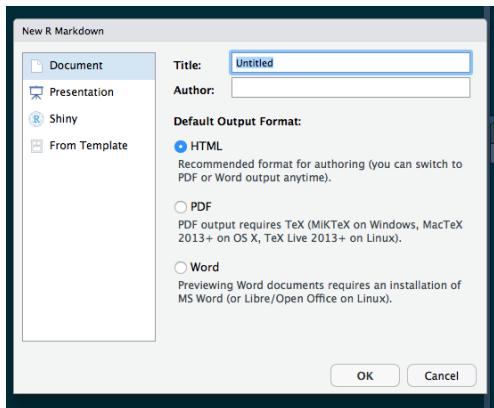 New R Markdown
Document
Presentation
Shiny
From Template
Title: Untitled
Author:
Default Output Format:
HTML
Recommended format for authoring (you can switch to
PDF or Word output anytime).
PDF
PDF output requires TeX (MiKTeX on Windows, MacTeX
2013+ on OS X, TeX Live 2013+ on Linux).
Word
Previewing Word documents requires an installation of
MS Word (or Libre/Open Office on Linux).
OK Cancel